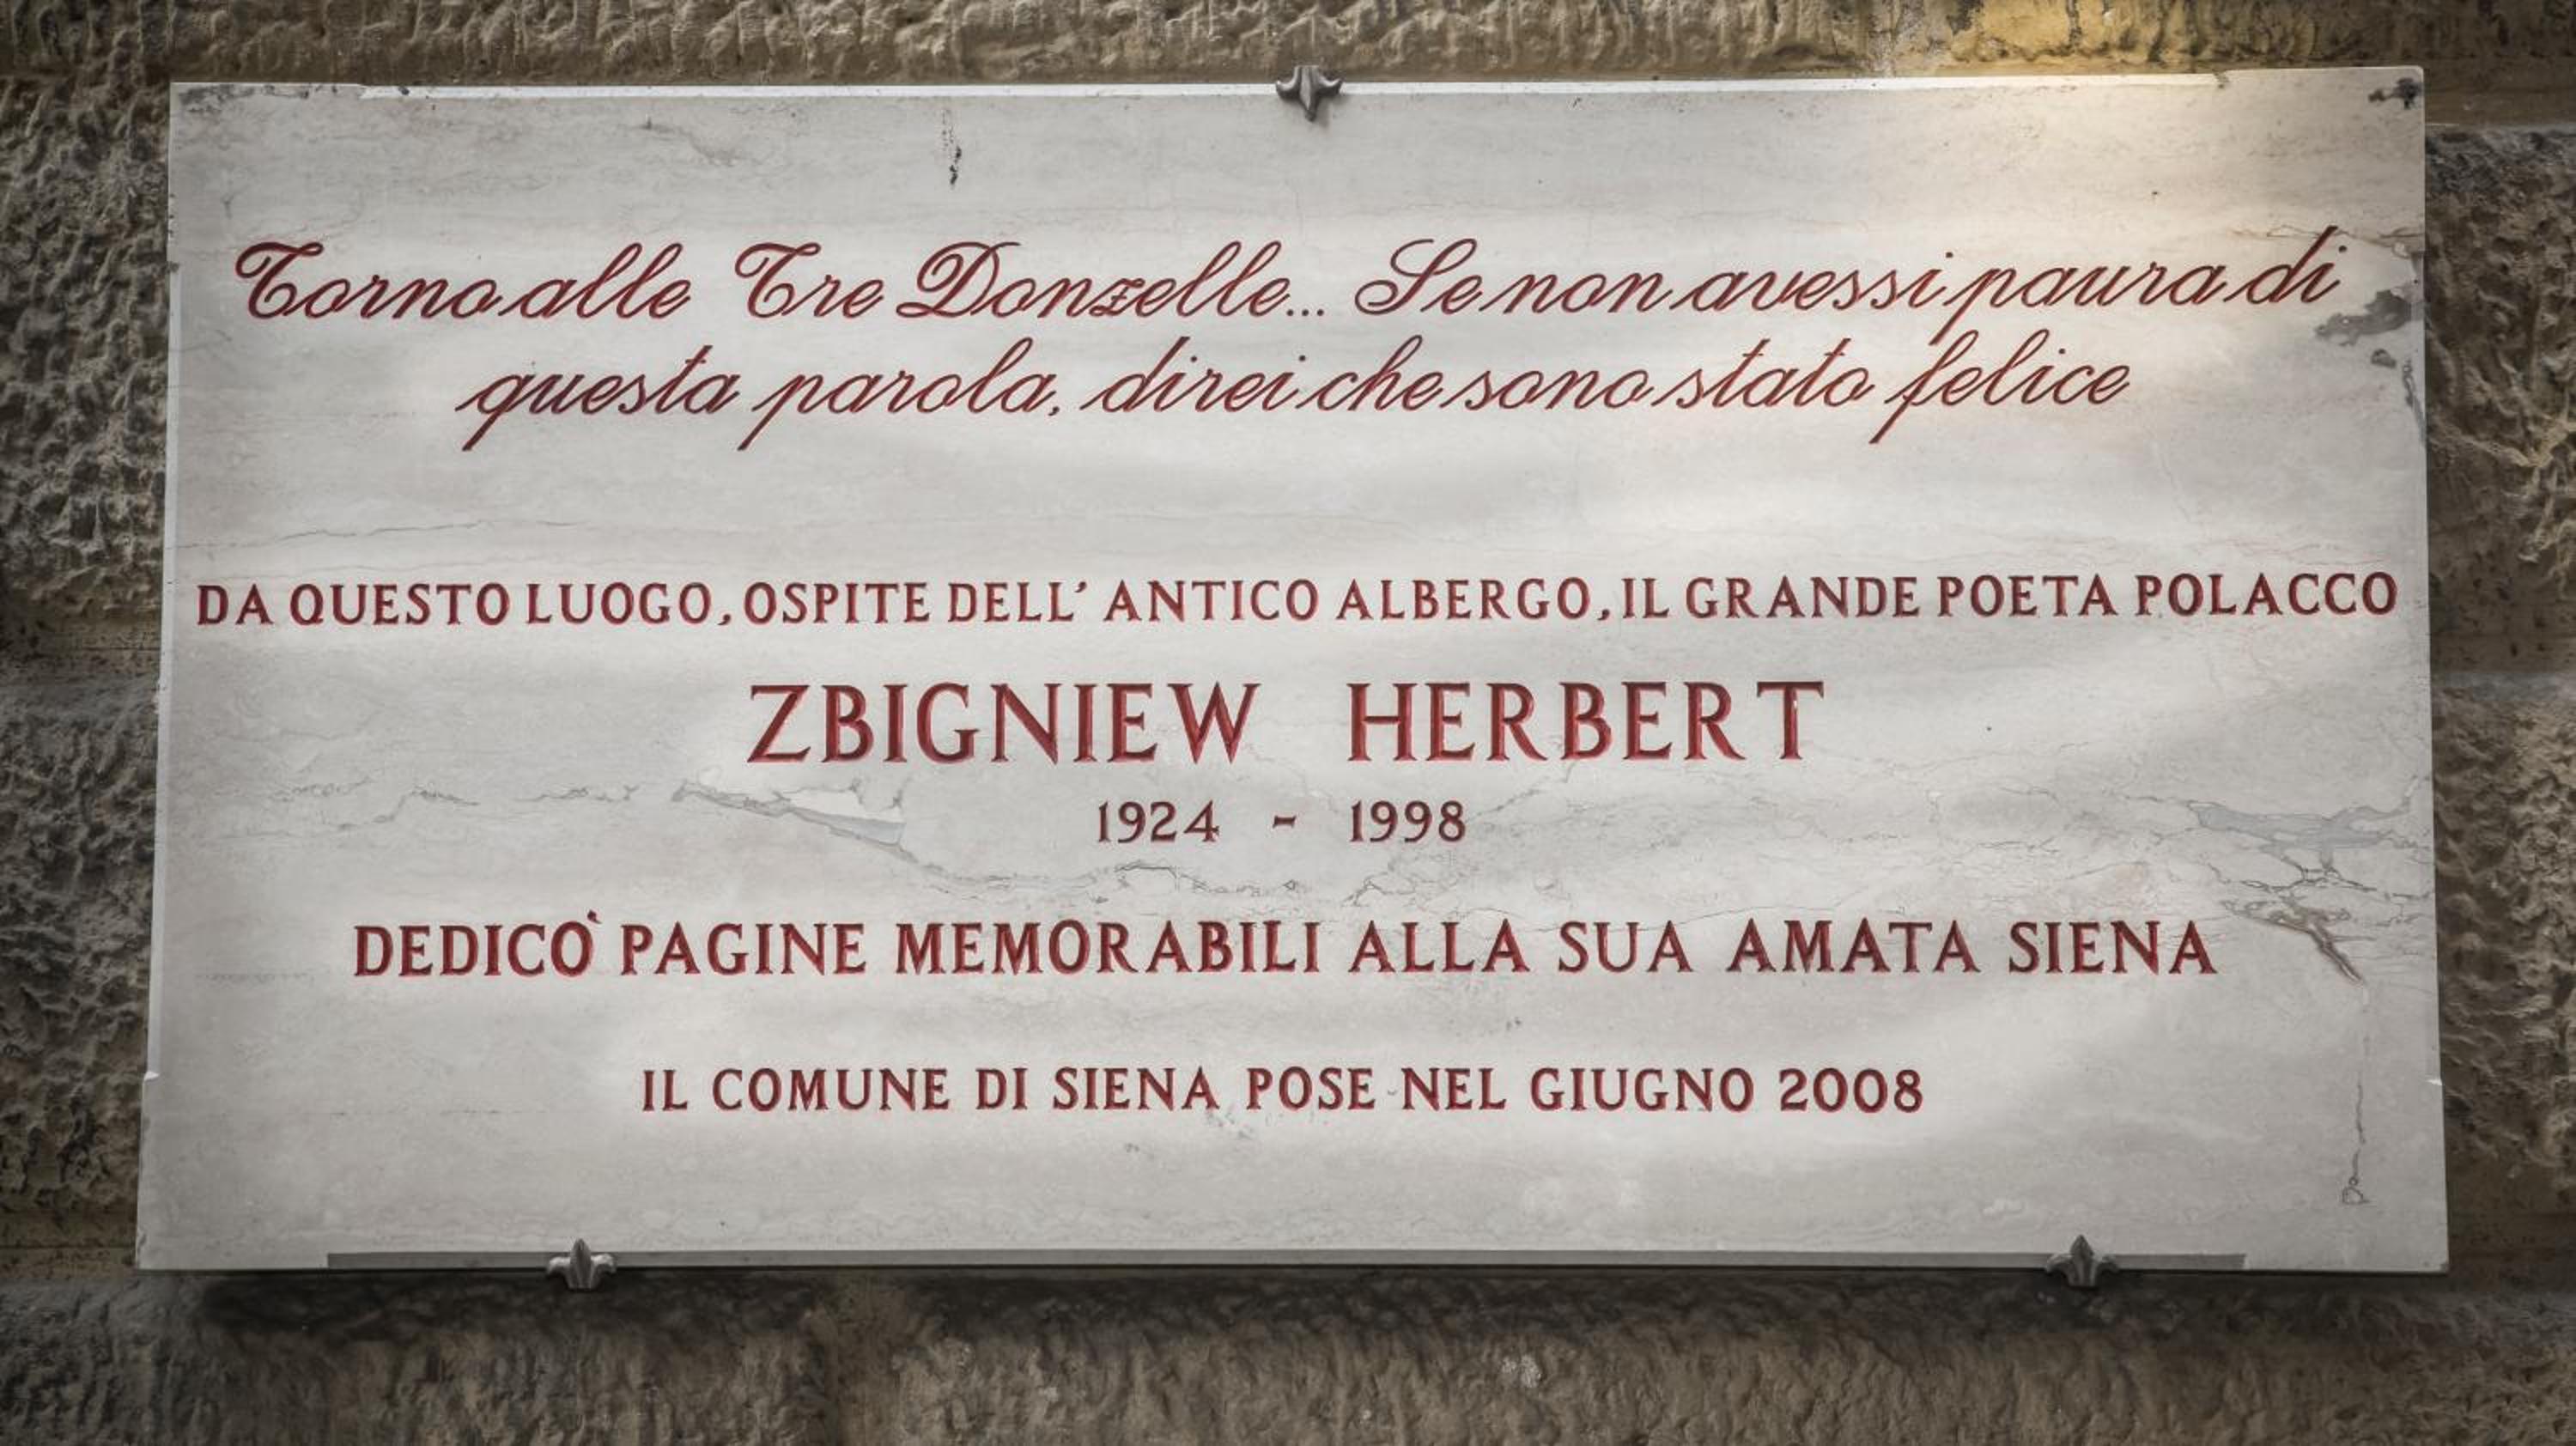 Torno alle Tre Donzelle... Se non avessi paura di
questa parola, direi che sono stato felice
DA QUESTO LUOGO, OSPITE DELL' ANTICO ALBERGO, IL GRANDE POETA POLACCO
ZBIGNIEW HERBERT
1924 - 1998
DEDICO' PAGINE MEMORABILI ALLA SUA AMATA SIENA
IL COMUNE DI SIENA POSE NEL GIUGNO 2008